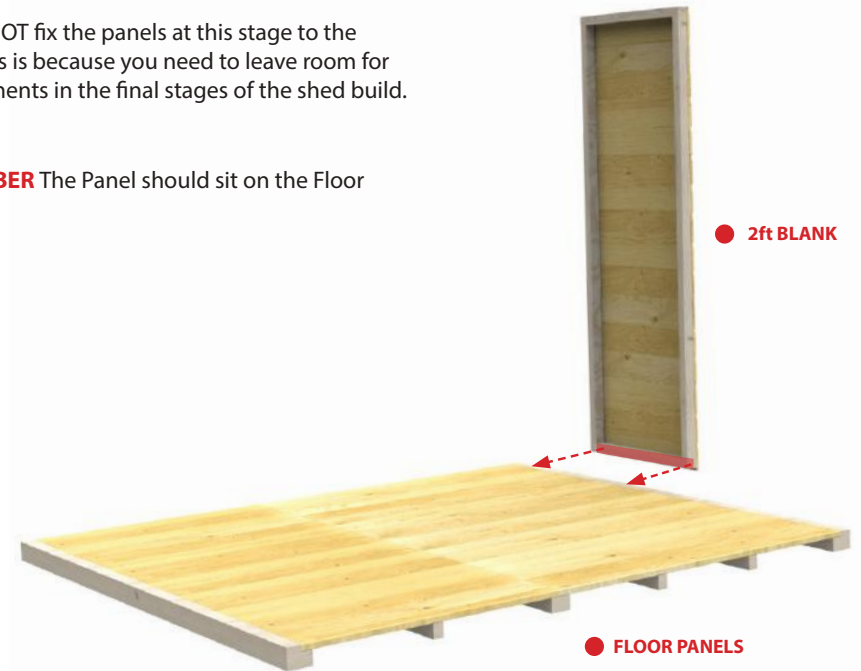 OT fix the panels at this stage to the
s is because you need to leave room for
nents in the final stages of the shed build.
BER The Panel should sit on the Floor
2ft BLANK
FLOOR PANELS